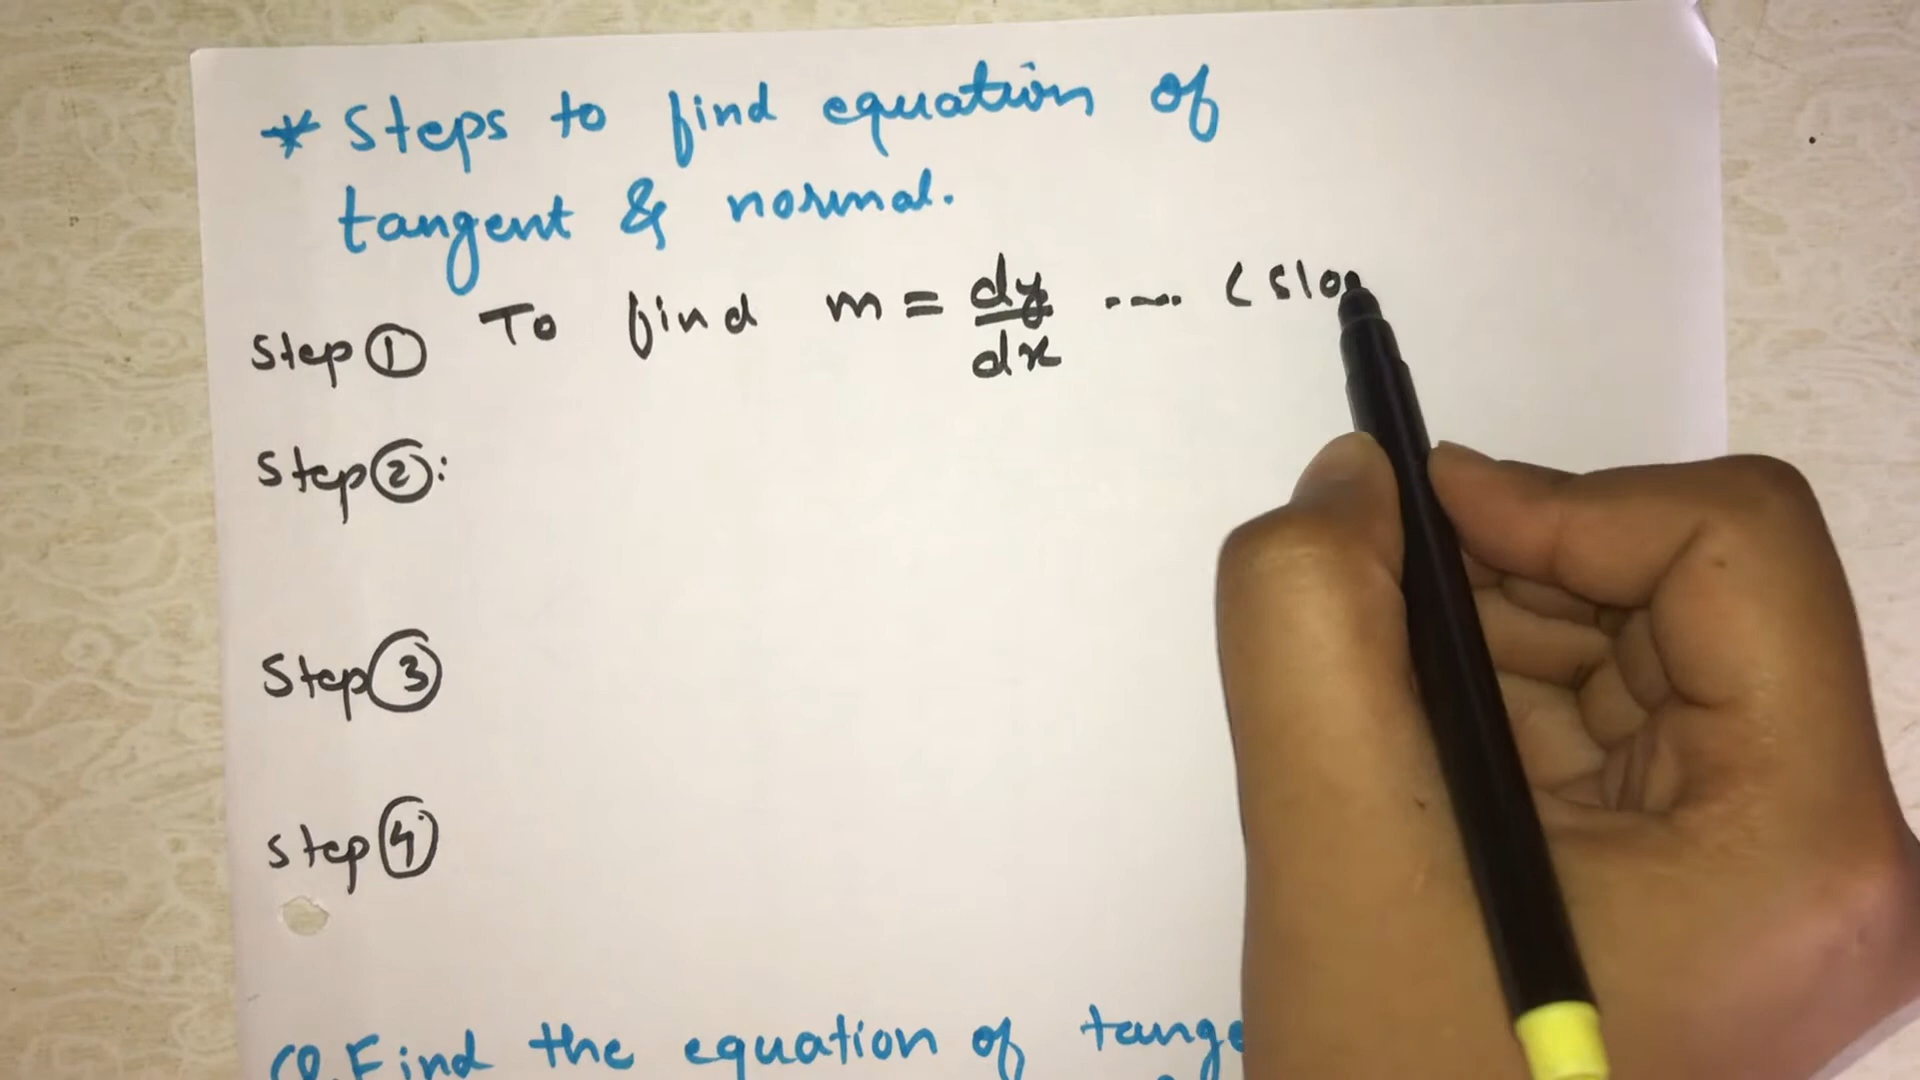 * Steps to find equation of
tangent & normal.
Step ① To find m = dy/dx .... (slo
Step ②:
Step ③
Step ④
Q. Find the equation of tange